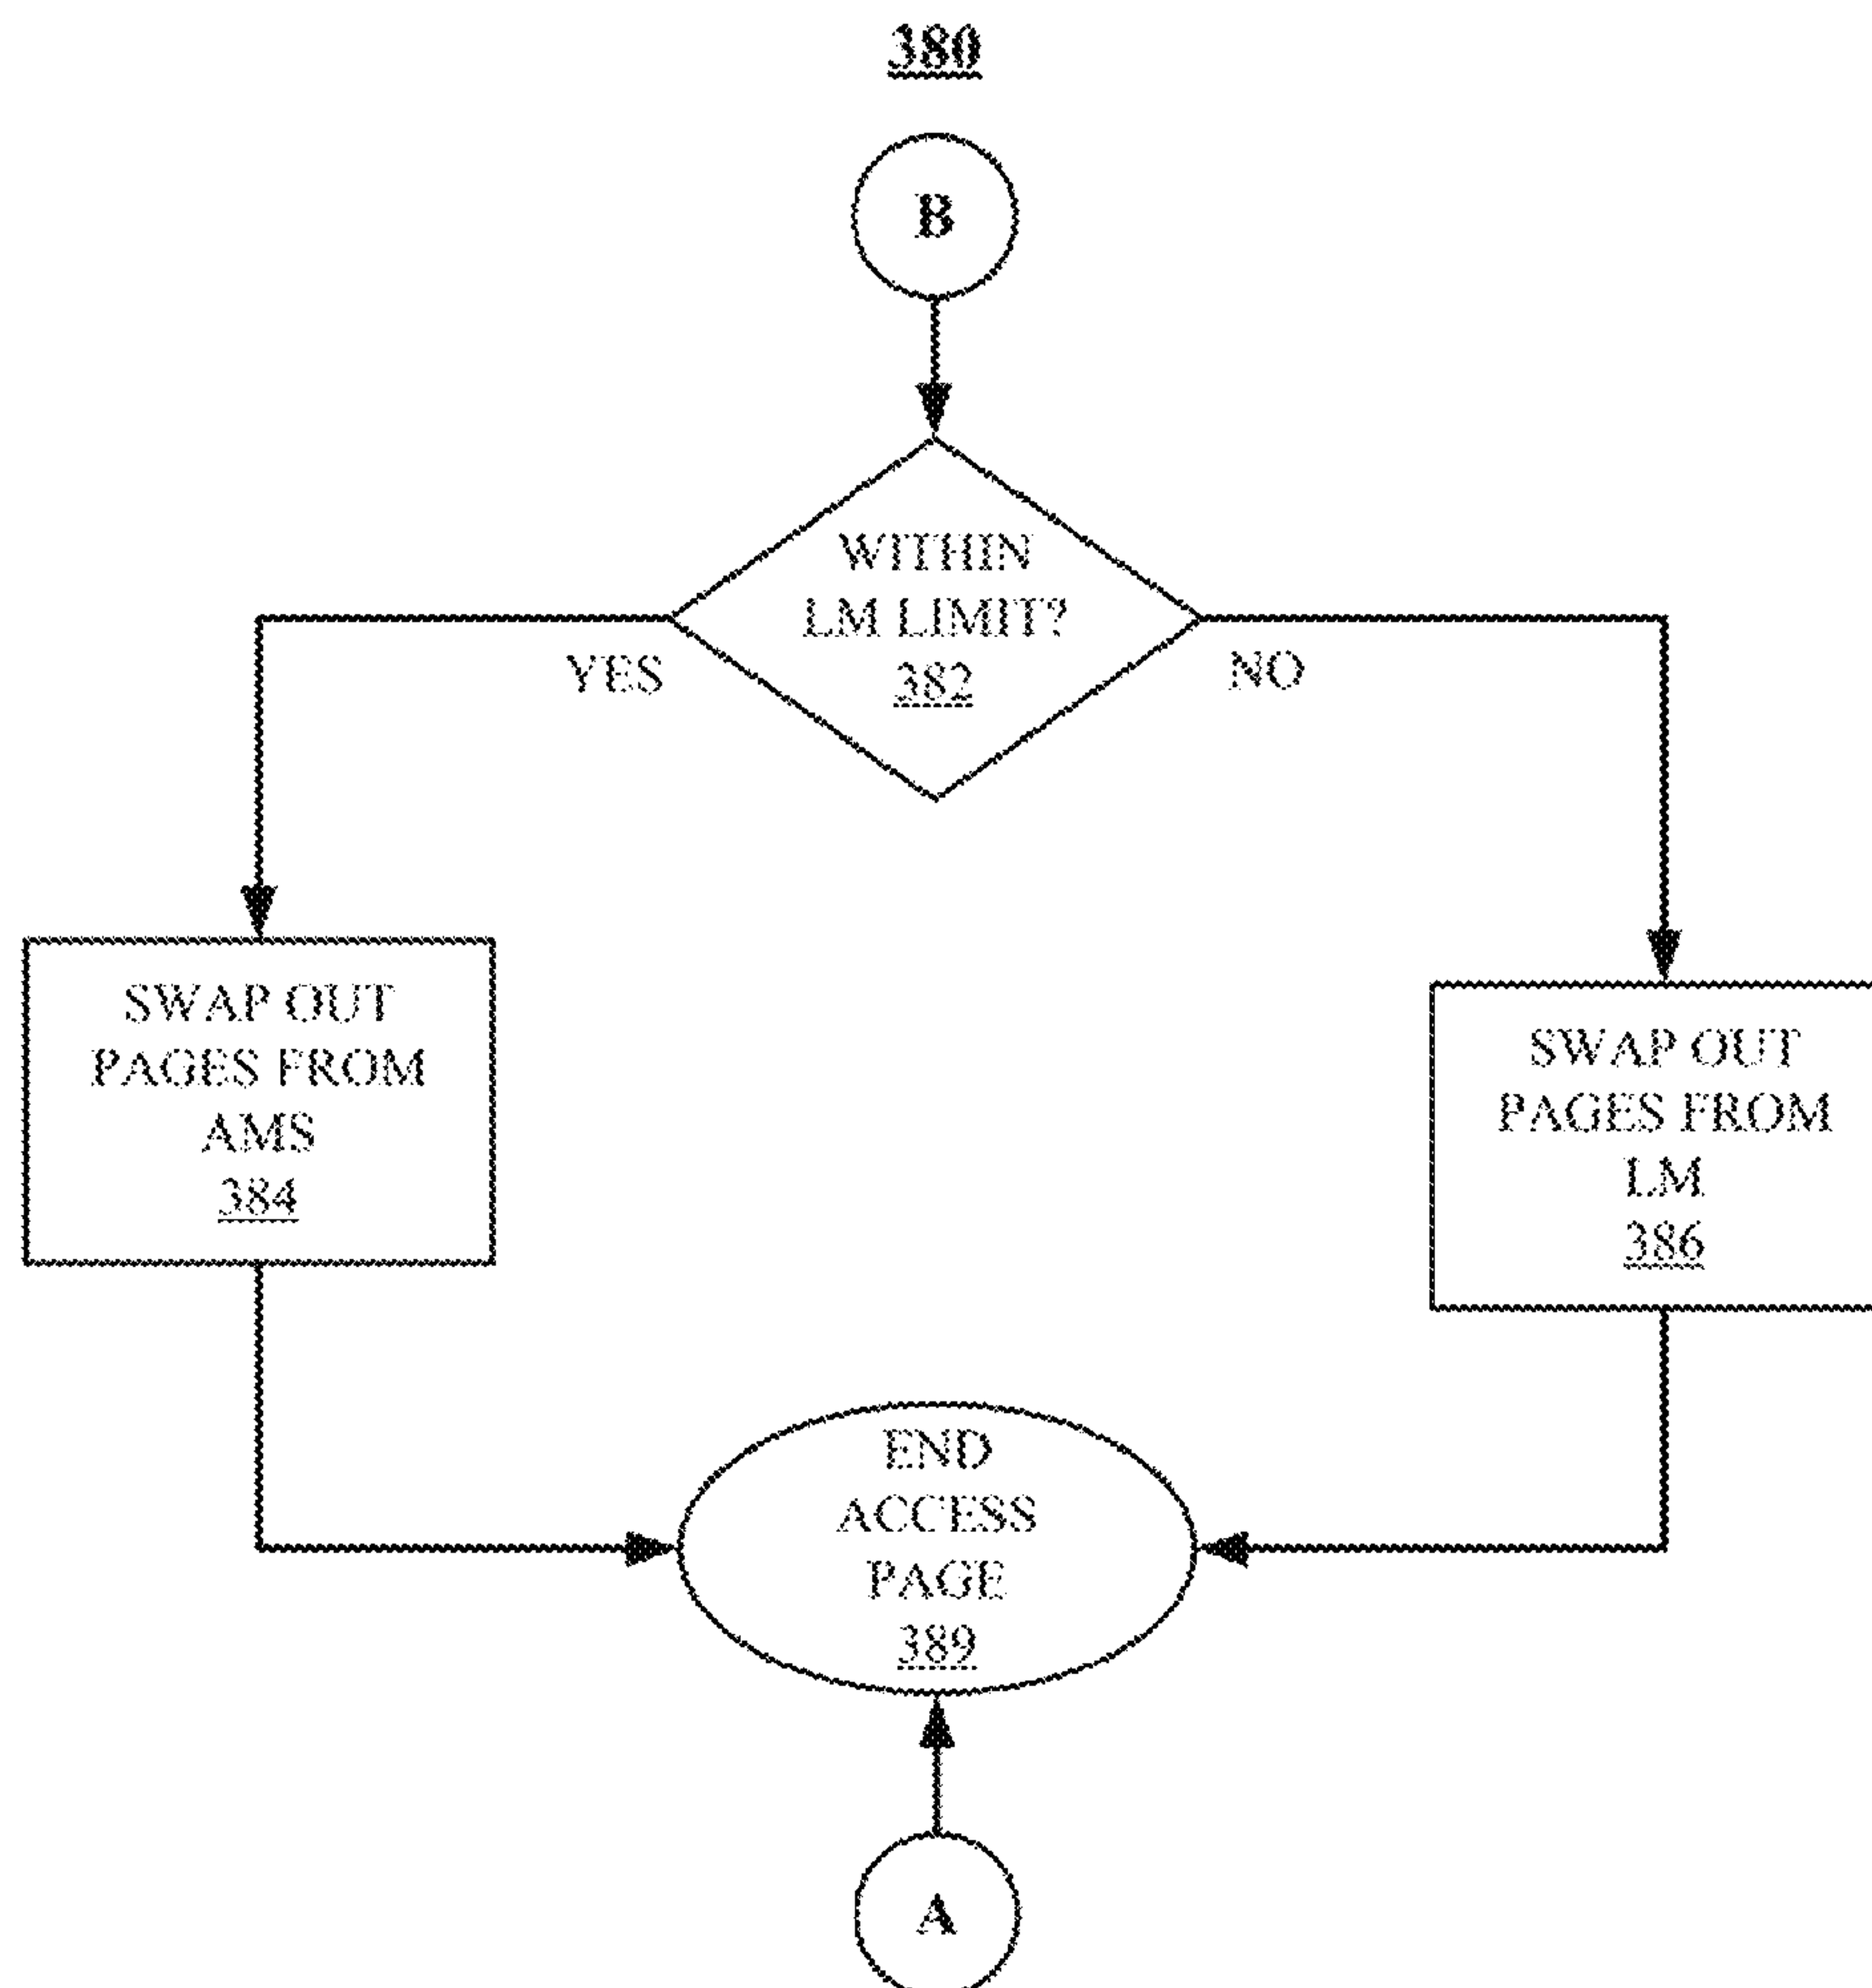 380
B
WITHIN
LM LIMIT?
382
YES
NO
SWAP OUT
PAGES FROM
AMS
384
SWAP OUT
PAGES FROM
LM
386
END
ACCESS
PAGE
389
A